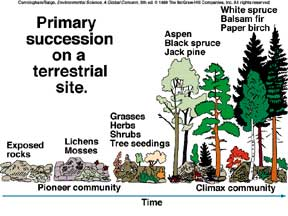 Cunningham/Saigo, Environmental Science, A Global Concern, 5th ed. © 1999 The McGraw-Hill Companies, Inc. All rights reserved.
Primary
succession
on a
terrestrial
site.
White spruce
Balsam fir
Paper birch
Aspen
Black spruce
Jack pine
Grasses
Herbs
Shrubs
Tree seedings
Lichens
Mosses
Exposed
rocks
Pioneer community
Climax community
Time